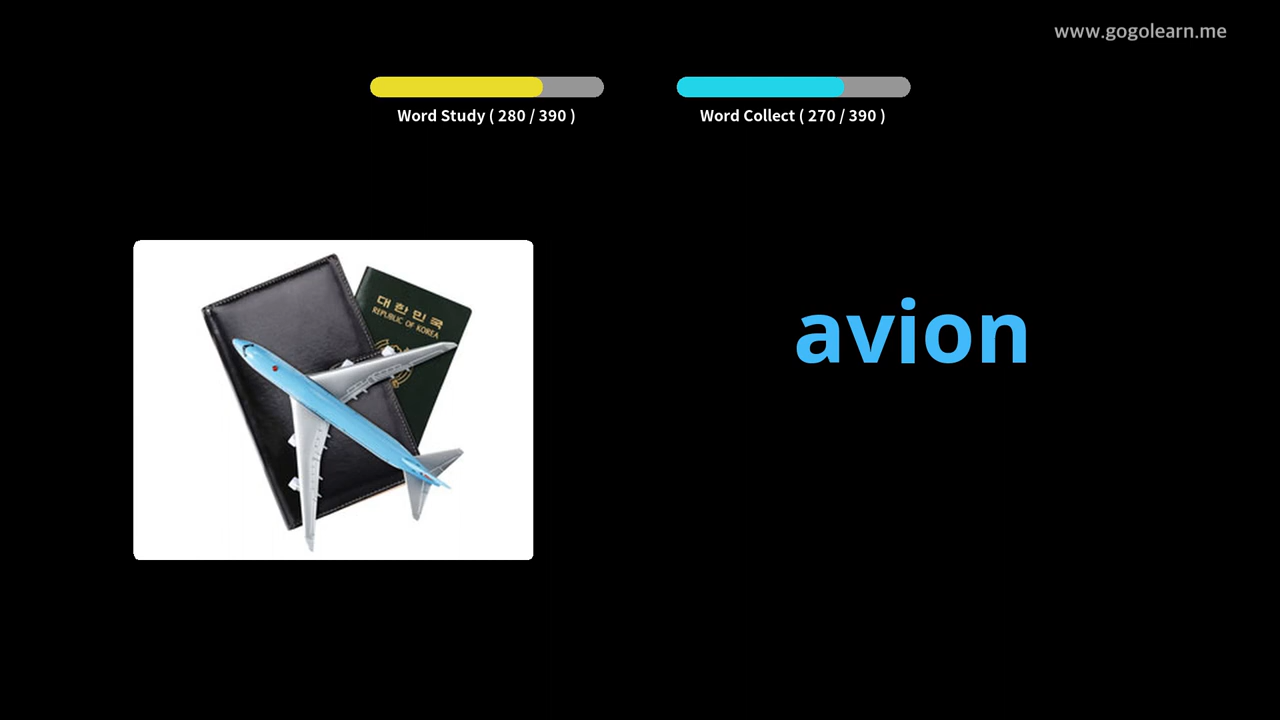 www.gogolearn.me
Word Study ( 280 / 390 )
Word Collect ( 270 / 390 )
대한민국
REPUBLIC OF KOREA
avion